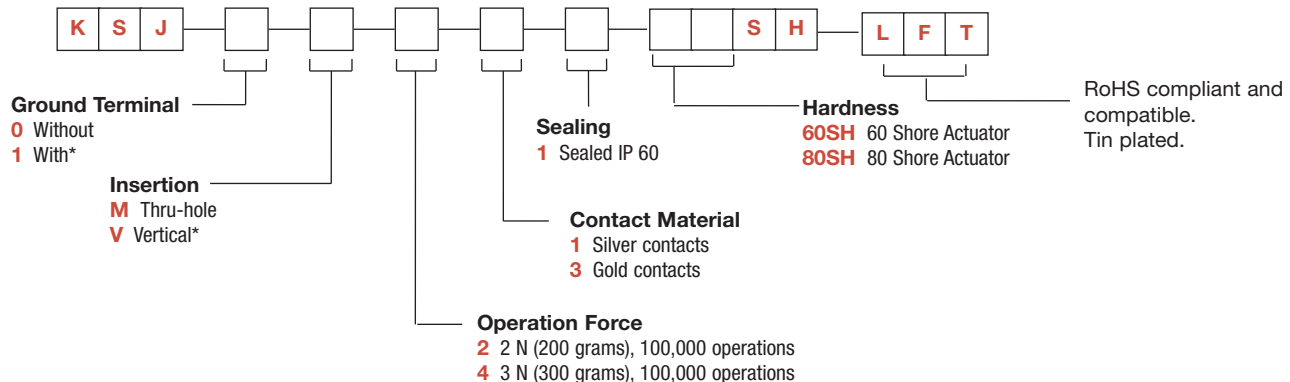 K S J S H L F T
Ground Terminal
0 Without
1 With*
Insertion
M Thru-hole
V Vertical*
Operation Force
2 2 N (200 grams), 100,000 operations
4 3 N (300 grams), 100,000 operations
Contact Material
1 Silver contacts
3 Gold contacts
Sealing
1 Sealed IP 60
Hardness
60SH 60 Shore Actuator
80SH 80 Shore Actuator
RoHS compliant and
compatible.
Tin plated.